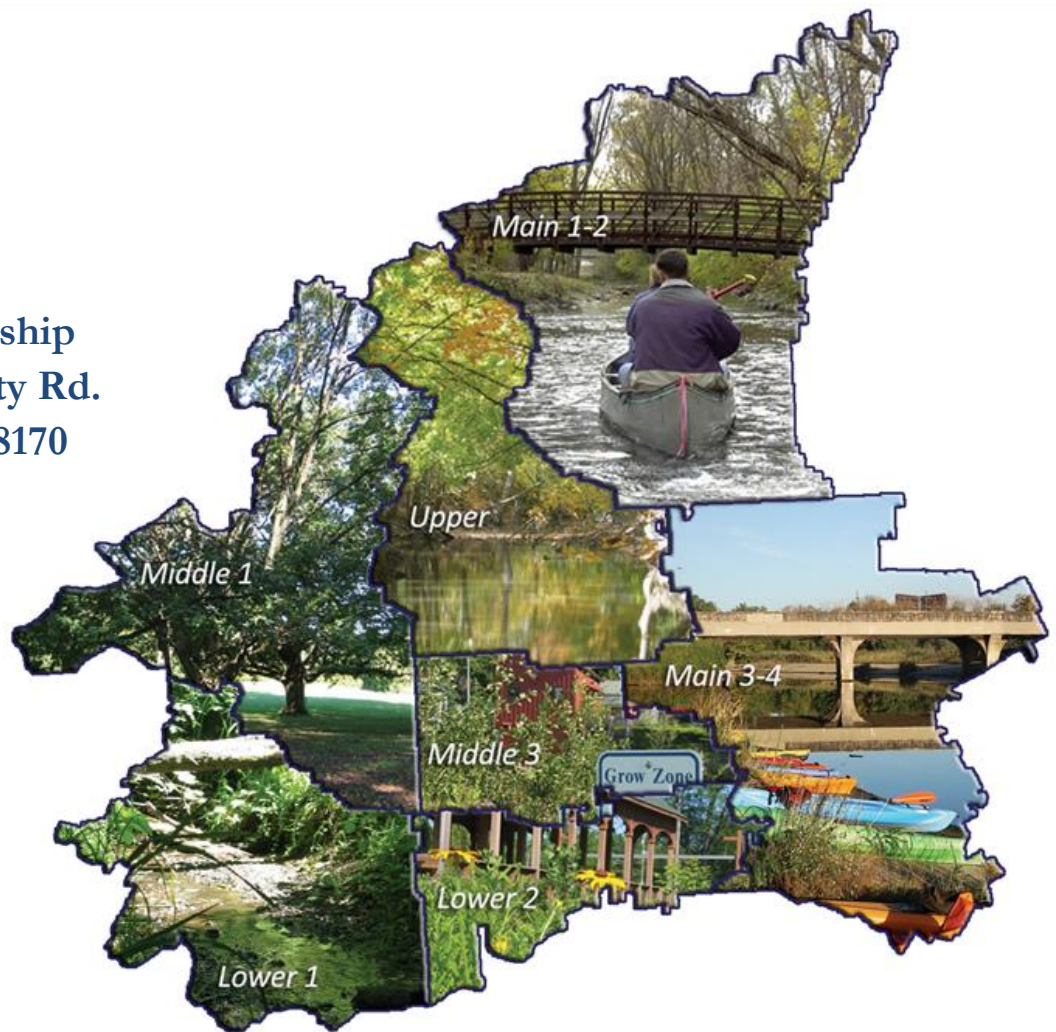 Main 1-2
ship
ty Rd.
8170
Upper
Middle 1
Main 3-4
Middle 3
Grow Zone
Lower 2
Lower 1